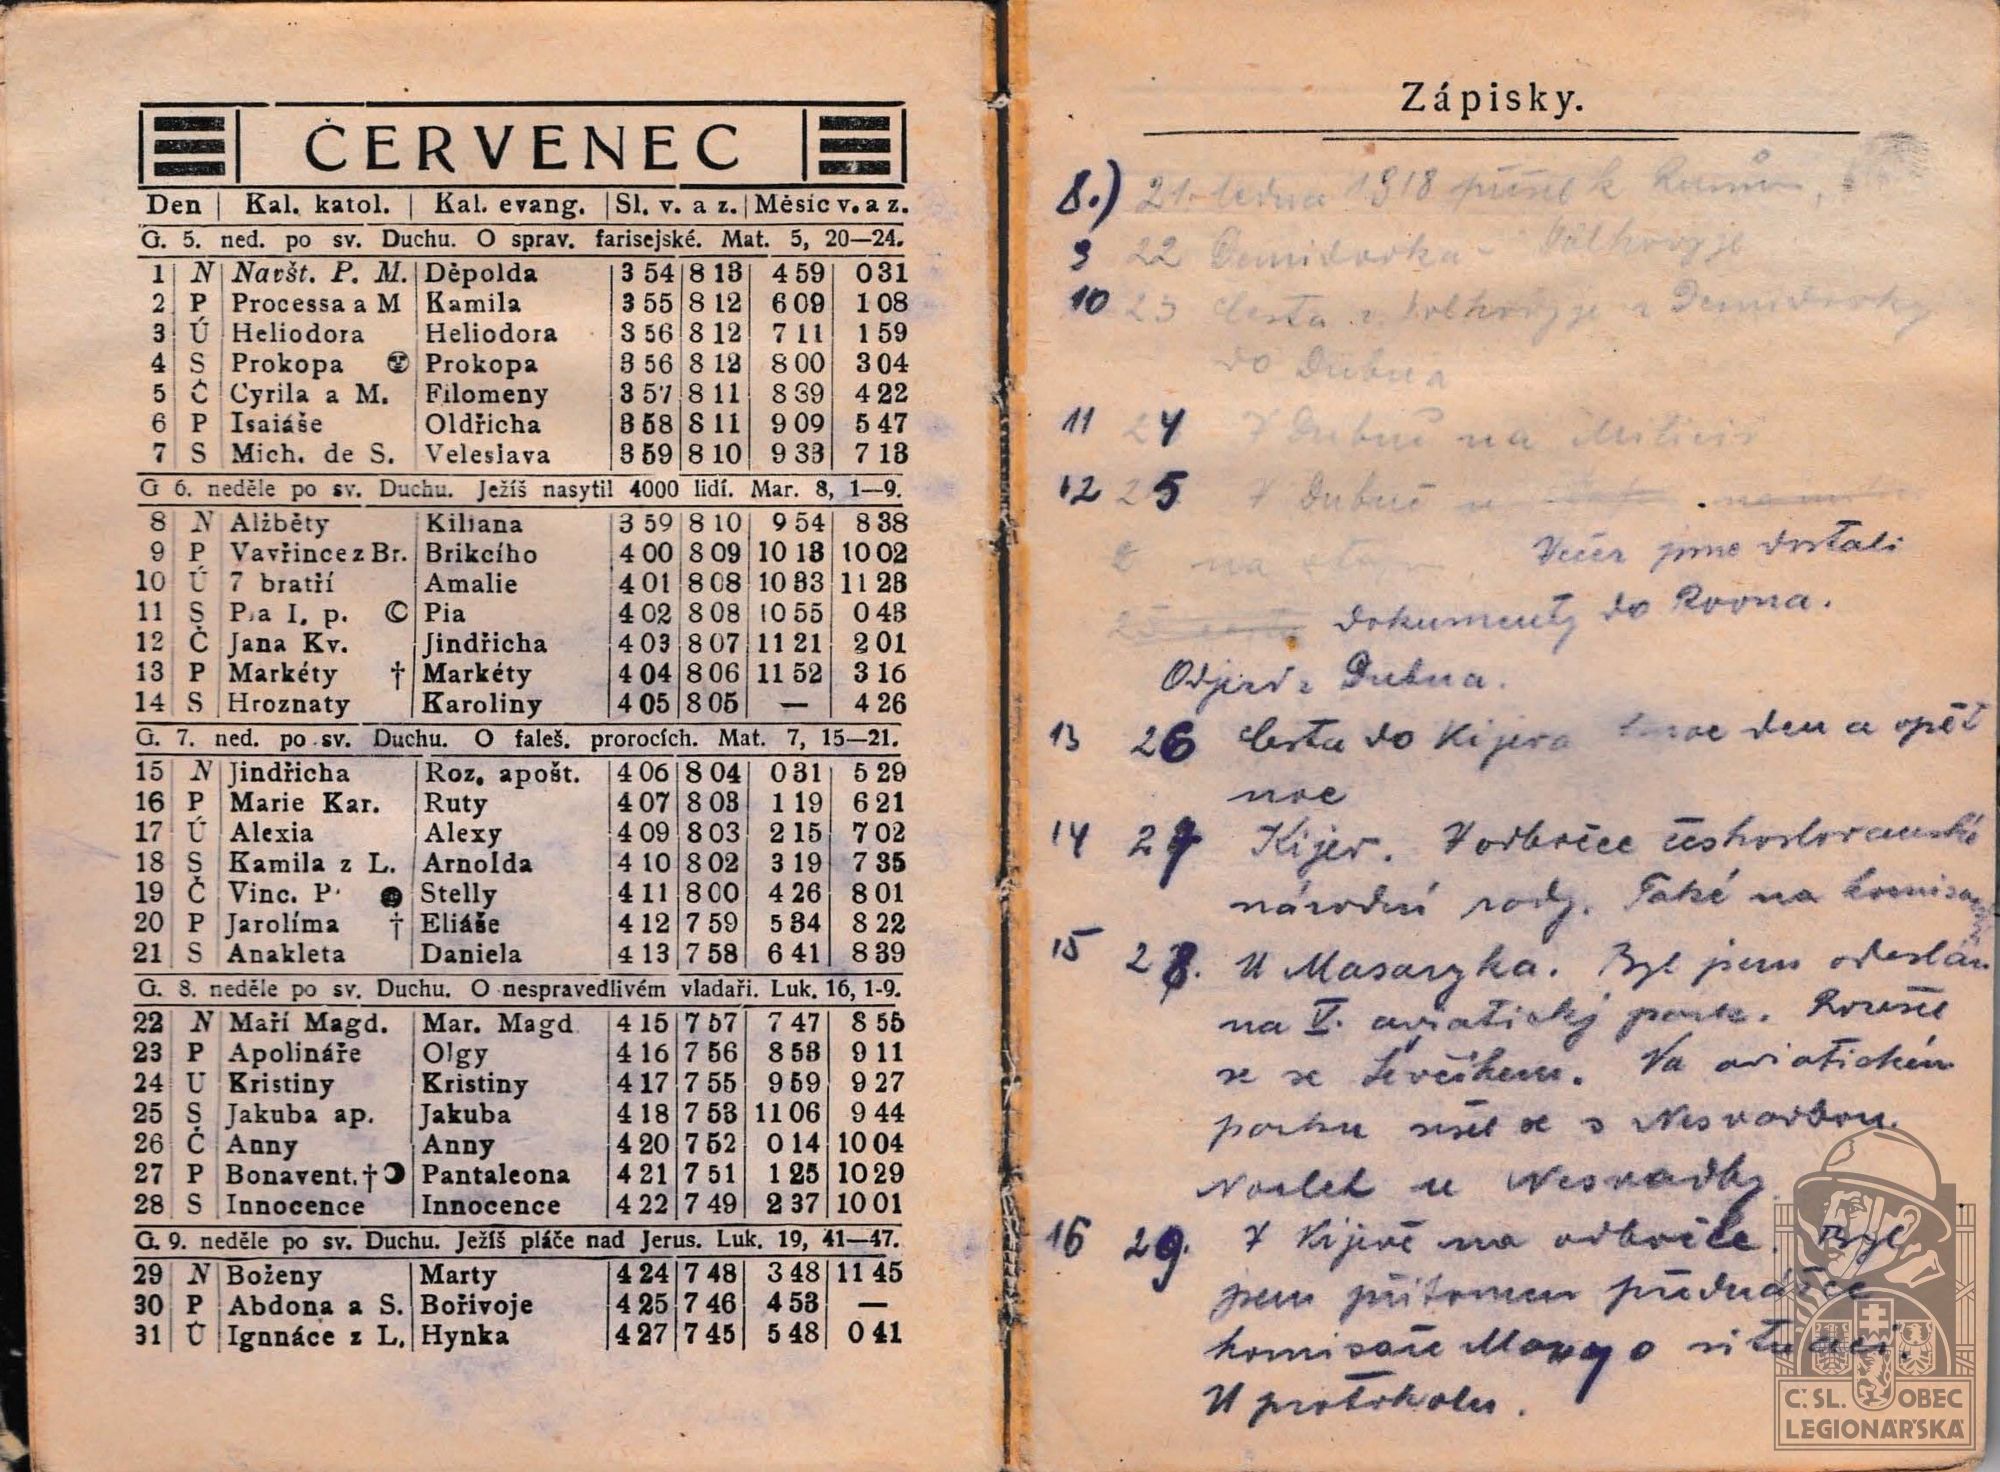 ČERVENEC
Den | Kal. katol. | Kal. evang. | Sl. v. a z. | Měsíc v. a z.
G. 5. ned. po sv. Duchu. O sprav. farisejské. Mat. 5, 20—24.
1 N Navšt. P. M. Děpolda 3 54 8 13 4 59 0 31
2 P Processa a M Kamila 3 55 8 12 6 09 1 08
3 Ú Heliodora Heliodora 3 56 8 12 7 11 1 59
4 S Prokopa Prokopa 3 56 8 12 8 00 3 04
5 Č Cyrila a M. Filomeny 3 57 8 11 8 39 4 22
6 P Isaiáše Oldřicha 3 58 8 11 9 09 5 47
7 S Mich. de S. Veleslava 3 59 8 10 9 33 7 13
G 6. neděle po sv. Duchu. Ježíš nasytil 4000 lidí. Mar. 8, 1—9.
8 N Alžběty Kiliana 3 59 8 10 9 54 8 38
9 P Vavřince z Br. Brikcího 4 00 8 09 10 13 10 02
10 Ú 7 bratří Amalie 4 01 8 08 10 33 11 23
11 S Pia I. p. Pia 4 02 8 08 10 55 0 43
12 Č Jana Kv. Jindřicha 4 03 8 07 11 21 2 01
13 P Markéty † Markéty 4 04 8 06 11 52 3 16
14 S Hroznaty Karoliny 4 05 8 05 — 4 26
G. 7. ned. po sv. Duchu. O faleš. prorocích. Mat. 7, 15—21.
15 N Jindřicha Roz. apošt. 4 06 8 04 0 31 5 29
16 P Marie Kar. Ruty 4 07 8 03 1 19 6 21
17 Ú Alexia Alexy 4 09 8 03 2 15 7 02
18 S Kamila z L. Arnolda 4 10 8 02 3 19 7 35
19 Č Vinc. P. Stelly 4 11 8 00 4 26 8 01
20 P Jarolíma † Eliáše 4 12 7 59 5 34 8 22
21 S Anakleta Daniela 4 13 7 58 6 41 8 39
G. 8. neděle po sv. Duchu. O nespravedlivém vladaři. Luk. 16, 1-9.
22 N Maří Magd. Mar. Magd 4 15 7 57 7 47 8 55
23 P Apolináře Olgy 4 16 7 56 8 53 9 11
24 U Kristiny Kristiny 4 17 7 55 9 59 9 27
25 S Jakuba ap. Jakuba 4 18 7 53 11 06 9 44
26 Č Anny Anny 4 20 7 52 0 14 10 04
27 P Bonavent. † Pantaleona 4 21 7 51 1 25 10 29
28 S Innocence Innocence 4 22 7 49 2 37 10 01
G. 9. neděle po sv. Duchu. Ježíš pláče nad Jerus. Luk. 19, 41—47.
29 N Boženy Marty 4 24 7 48 3 48 11 45
30 P Abdona a S. Bořivoje 4 25 7 46 4 53 —
31 Ú Ignnáce z L. Hynka 4 27 7 45 5 48 0 41
Zápisky.
8.) 21. ledna 1918 přišel k
9 22 Demidovka -
10 23 Cesta z z Demidovky
do Dubna
11 24 V Dubně na
12 25 V Dubně
na Večer jsme dostali
dokumenty do Rovna.
Odjezd z Dubna.
13 26 Cesta do Kijeva den a opět
noc
14 27 Kijev. V odbočce českoslovanské
národní rady. Také na
15 28. U Masaryka. Byl jsem odeslán
na V. aviatický park. Rozešel
se se Ševčíkem. Na aviatickém
parku sešel se s Nesvadbou.
Nocleh u Nesvadby
16 29. V Kijevě na odbočce. Byl
jsem přítomen přednášce
komisaře o situaci.
U protokolu.
Č. SL. OBEC
LEGIONÁŘSKÁ